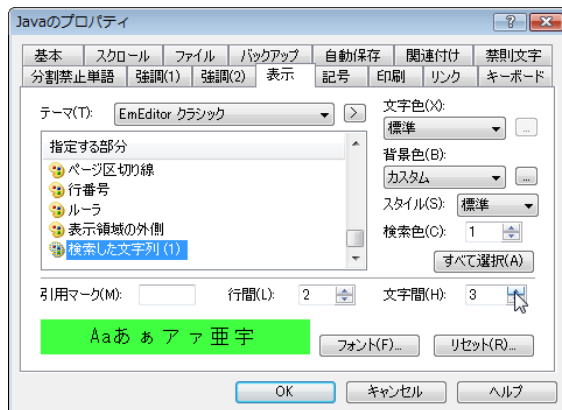 Javaのプロパティ
基本 スクロール ファイル バックアップ 自動保存 関連付け 禁則文字
分割禁止単語 強調(1) 強調(2) 表示 記号 印刷 リンク キーボード
テーマ(T): EmEditor クラシック >
文字色(X):
標準 ...
指定する部分
背景色(B):
ページ区切り線
カスタム ...
行番号
ルーラ
スタイル(S): 標準
表示領域の外側
検索色(C): 1
検索した文字列 (1)
すべて選択(A)
引用マーク(M): 行間(L): 2 文字間(H): 3
Aaあぁアァ亜宇
フォント(F)... リセット(R)...
OK キャンセル ヘルプ